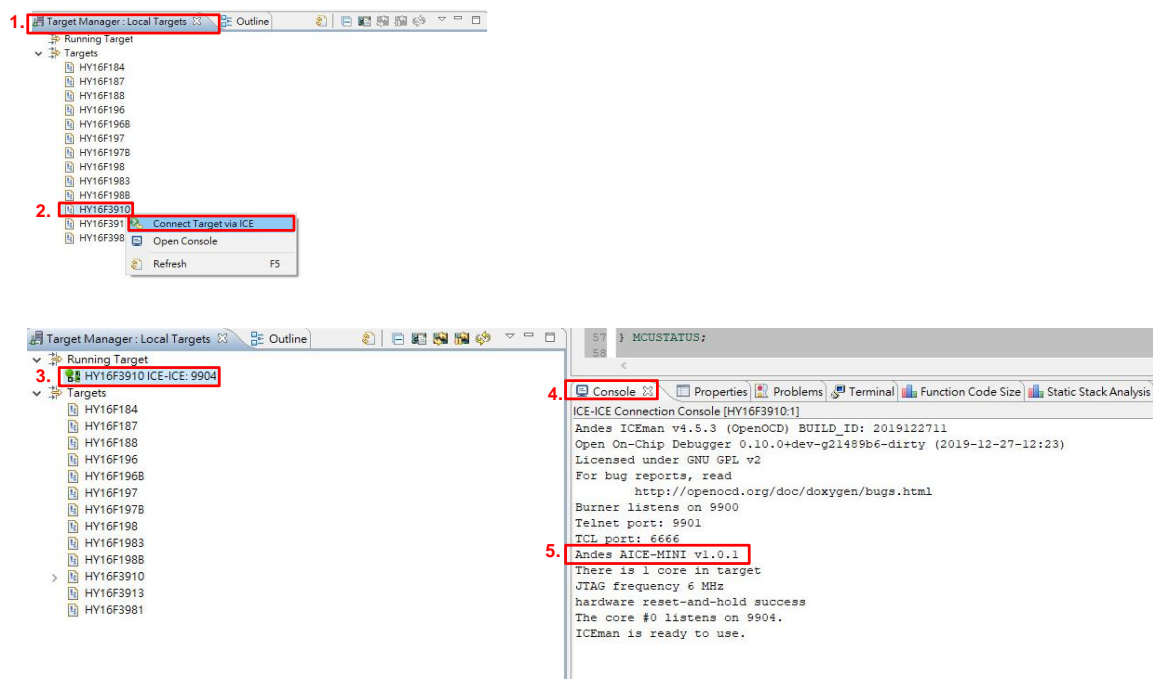 1.
Target Manager : Local Targets
Outline
Running Target
Targets
HY16F184
HY16F187
HY16F188
HY16F196
HY16F196B
HY16F197
HY16F197B
HY16F198
HY16F1983
HY16F198B
2.
HY16F3910
HY16F391
HY16F398
Connect Target via ICE
Open Console
Refresh F5
Target Manager : Local Targets
Outline
Running Target
3.
HY16F3910 ICE-ICE: 9904
Targets
HY16F184
HY16F187
HY16F188
HY16F196
HY16F196B
HY16F197
HY16F197B
HY16F198
HY16F1983
HY16F198B
HY16F3910
HY16F3913
HY16F3981
57 } MCUSTATUS;
58
4.
Console Properties Problems Terminal Function Code Size Static Stack Analysis
ICE-ICE Connection Console [HY16F3910:1]
Andes ICEman v4.5.3 (OpenOCD) BUILD_ID: 2019122711
Open On-Chip Debugger 0.10.0+dev-g21489b6-dirty (2019-12-27-12:23)
Licensed under GNU GPL v2
For bug reports, read
http://openocd.org/doc/doxygen/bugs.html
Burner listens on 9900
Telnet port: 9901
TCL port: 6666
5.
Andes AICE-MINI v1.0.1
There is 1 core in target
JTAG frequency 6 MHz
hardware reset-and-hold success
The core #0 listens on 9904.
ICEman is ready to use.